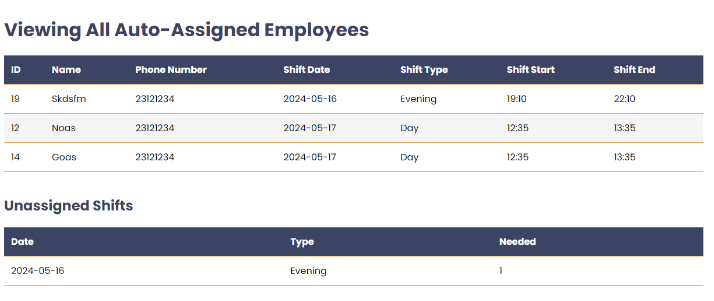 Viewing All Auto-Assigned Employees
ID Name Phone Number Shift Date Shift Type Shift Start Shift End
19 Skdsfm 23121234 2024-05-16 Evening 19:10 22:10
12 Noas 23121234 2024-05-17 Day 12:35 13:35
14 Goas 23121234 2024-05-17 Day 12:35 13:35
Unassigned Shifts
Date Type Needed
2024-05-16 Evening 1